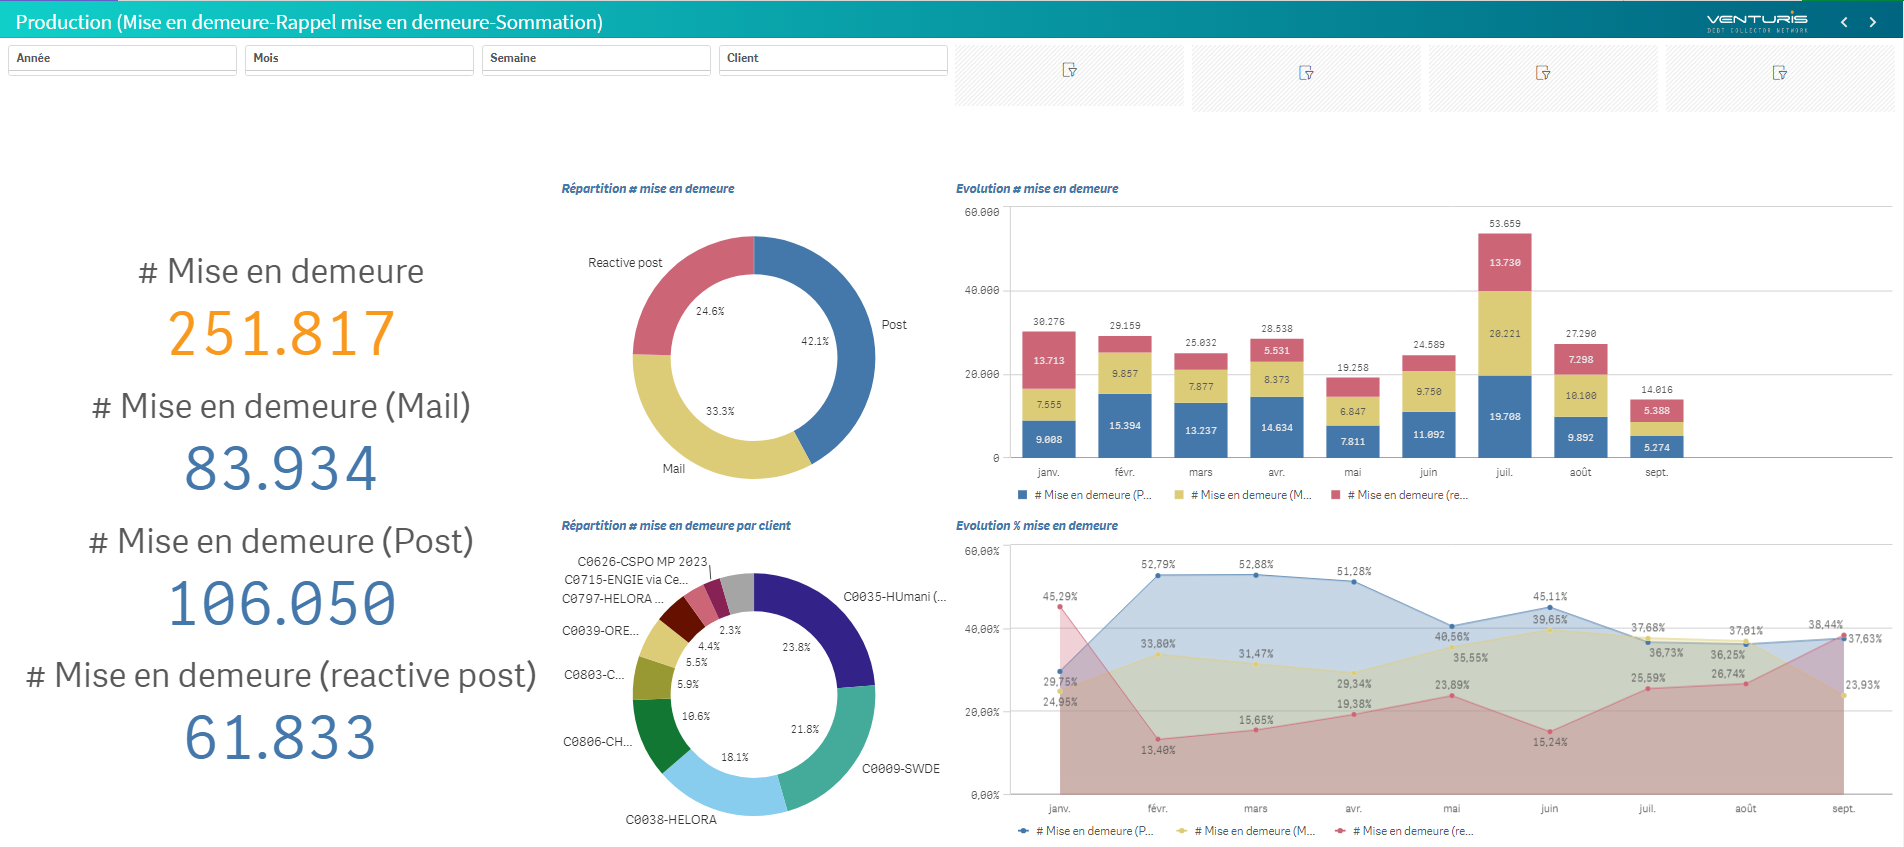 Production (Mise en demeure-Rappel mise en demeure-Sommation)
VENTURIS
DEBT COLLECTOR NETWORK
Année
Mois
Semaine
Client
# Mise en demeure
251.817
# Mise en demeure (Mail)
83.934
# Mise en demeure (Post)
106.050
# Mise en demeure (reactive post)
61.833
Répartition # mise en demeure
Reactive post
24.6%
Post
42.1%
33.3%
Mail
Evolution # mise en demeure
60.000
40.000
20.000
0
30.276
13.713
7.555
9.008
29.159
9.857
15.394
25.032
7.877
13.237
28.538
5.531
8.373
14.634
19.258
6.847
7.811
24.589
9.750
11.092
53.659
13.730
20.221
19.708
27.290
7.298
10.100
9.892
14.016
5.388
5.274
janv.
févr.
mars
avr.
mai
juin
juil.
août
sept.
# Mise en demeure (P...
# Mise en demeure (M...
# Mise en demeure (re...
Répartition # mise en demeure par client
C0626-CSPO MP 2023
C0715-ENGIE via Ce...
C0797-HELORA ...
C0039-ORE...
C0803-C...
C0806-CH...
C0038-HELORA
C0009-SWDE
C0035-HUmani (...
2.3%
4.4%
5.5%
5.9%
10.6%
18.1%
21.8%
23.8%
Evolution % mise en demeure
60,00%
40,00%
20,00%
0,00%
45,29%
29,75%
24,95%
52,79%
33,80%
13,40%
52,88%
31,47%
15,65%
51,28%
29,34%
19,38%
40,56%
35,55%
23,89%
45,11%
39,65%
15,24%
37,68%
36,73%
25,59%
37,01%
36,25%
26,74%
38,44%
37,63%
23,93%
janv.
févr.
mars
avr.
mai
juin
juil.
août
sept.
# Mise en demeure (P...
# Mise en demeure (M...
# Mise en demeure (re...